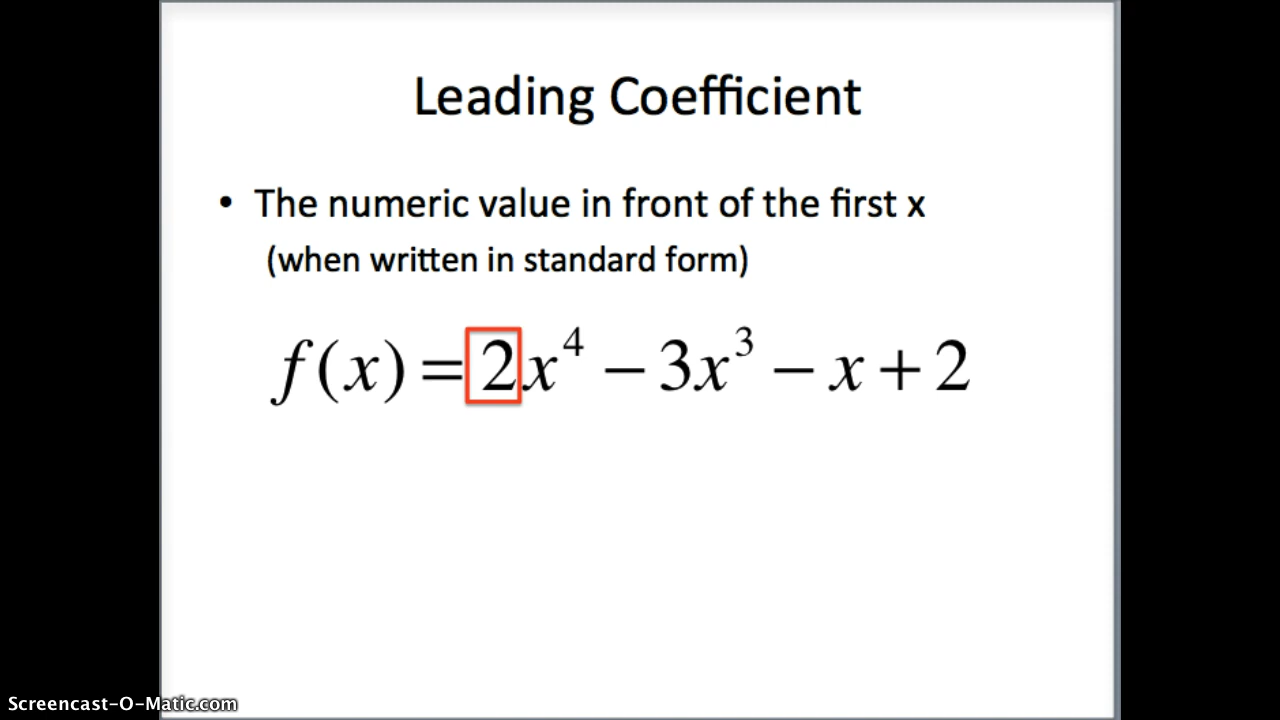 Leading Coefficient
• The numeric value in front of the first x
(when written in standard form)
f(x) = 2x⁴ − 3x³ − x + 2
Screencast-O-Matic.com